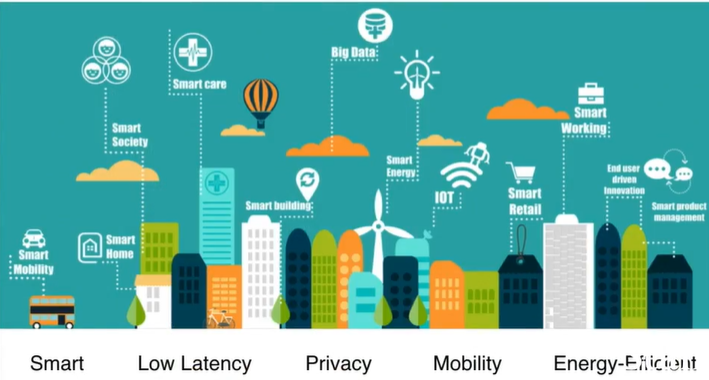 Big Data
Smart care
Smart
Society
Smart
Working
Smart
Energy
End user
driven
Innovation
IOT
Smart
Retail
Smart product
management
Smart building
Smart
Home
Smart
Mobility
Smart
Low Latency
Privacy
Mobility
Energy-Efficient